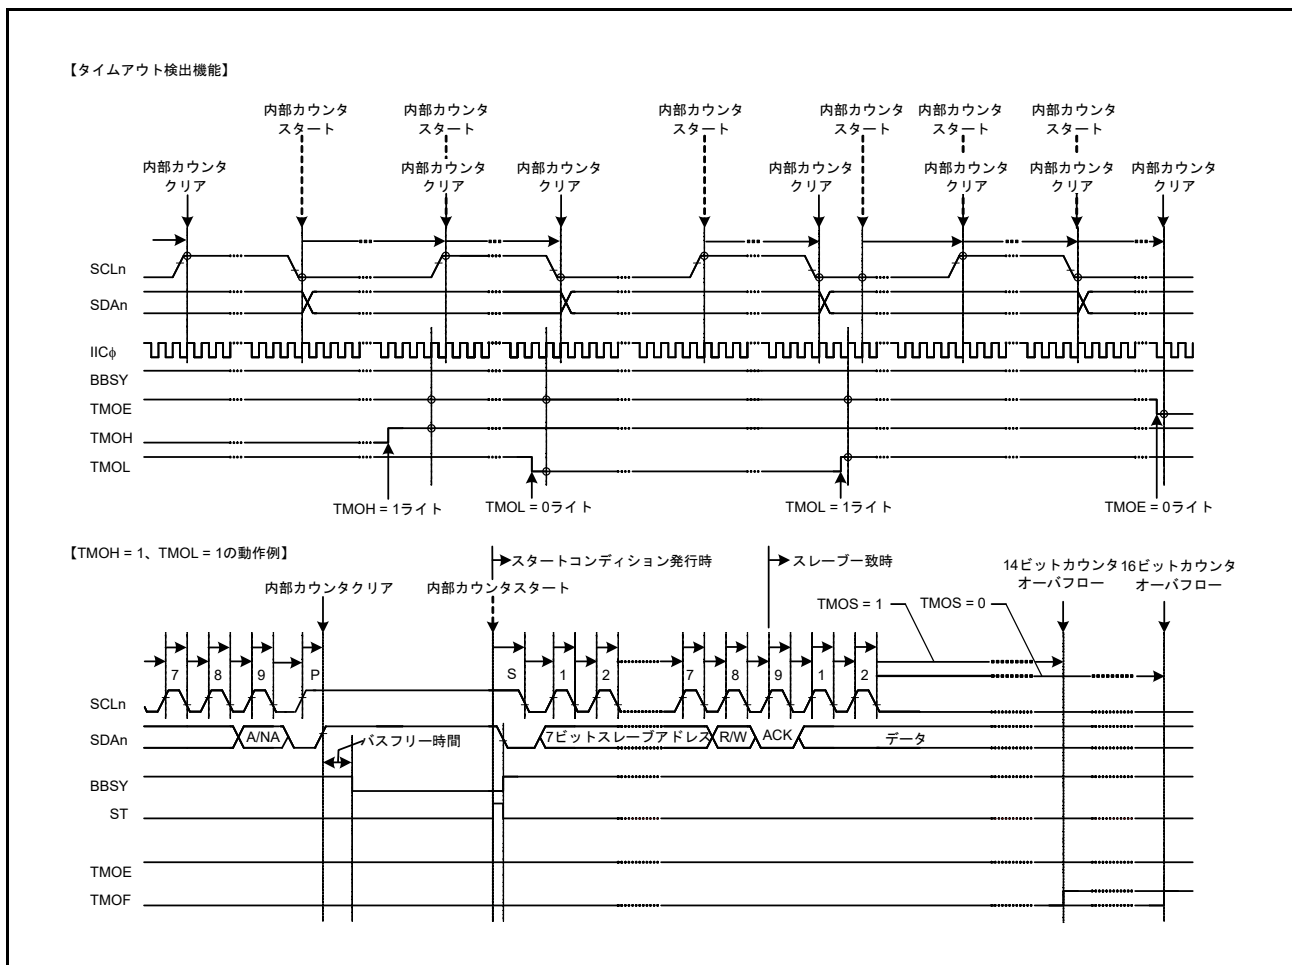 【タイムアウト検出機能】
内部カウンタ
スタート
内部カウンタ
スタート
内部カウンタ
スタート
内部カウンタ
スタート
内部カウンタ
スタート
内部カウンタ
スタート
内部カウンタ
クリア
内部カウンタ
クリア
内部カウンタ
クリア
内部カウンタ
クリア
内部カウンタ
クリア
内部カウンタ
クリア
内部カウンタ
クリア
SCLn
SDAn
IICφ
BBSY
TMOE
TMOH
TMOL
TMOH = 1ライト
TMOL = 0ライト
TMOL = 1ライト
TMOE = 0ライト
【TMOH = 1、TMOL = 1の動作例】
スタートコンディション発行時
スレーブ一致時
14ビットカウンタ
オーバフロー
16ビットカウンタ
オーバフロー
内部カウンタクリア
内部カウンタスタート
TMOS = 1
TMOS = 0
7 8 9 P S 1 2 7 8 9 1 2
SCLn
SDAn
A/NA
バスフリー時間
7ビットスレーブアドレス
R/W
ACK
データ
BBSY
ST
TMOE
TMOF